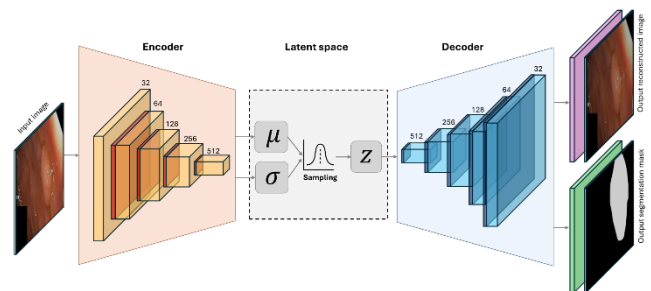 Encoder
Latent space
Decoder
Input image
32
64
128
256
512
μ
σ
Sampling
z
512
256
128
64
32
Output reconstructed image
Output segmentation mask